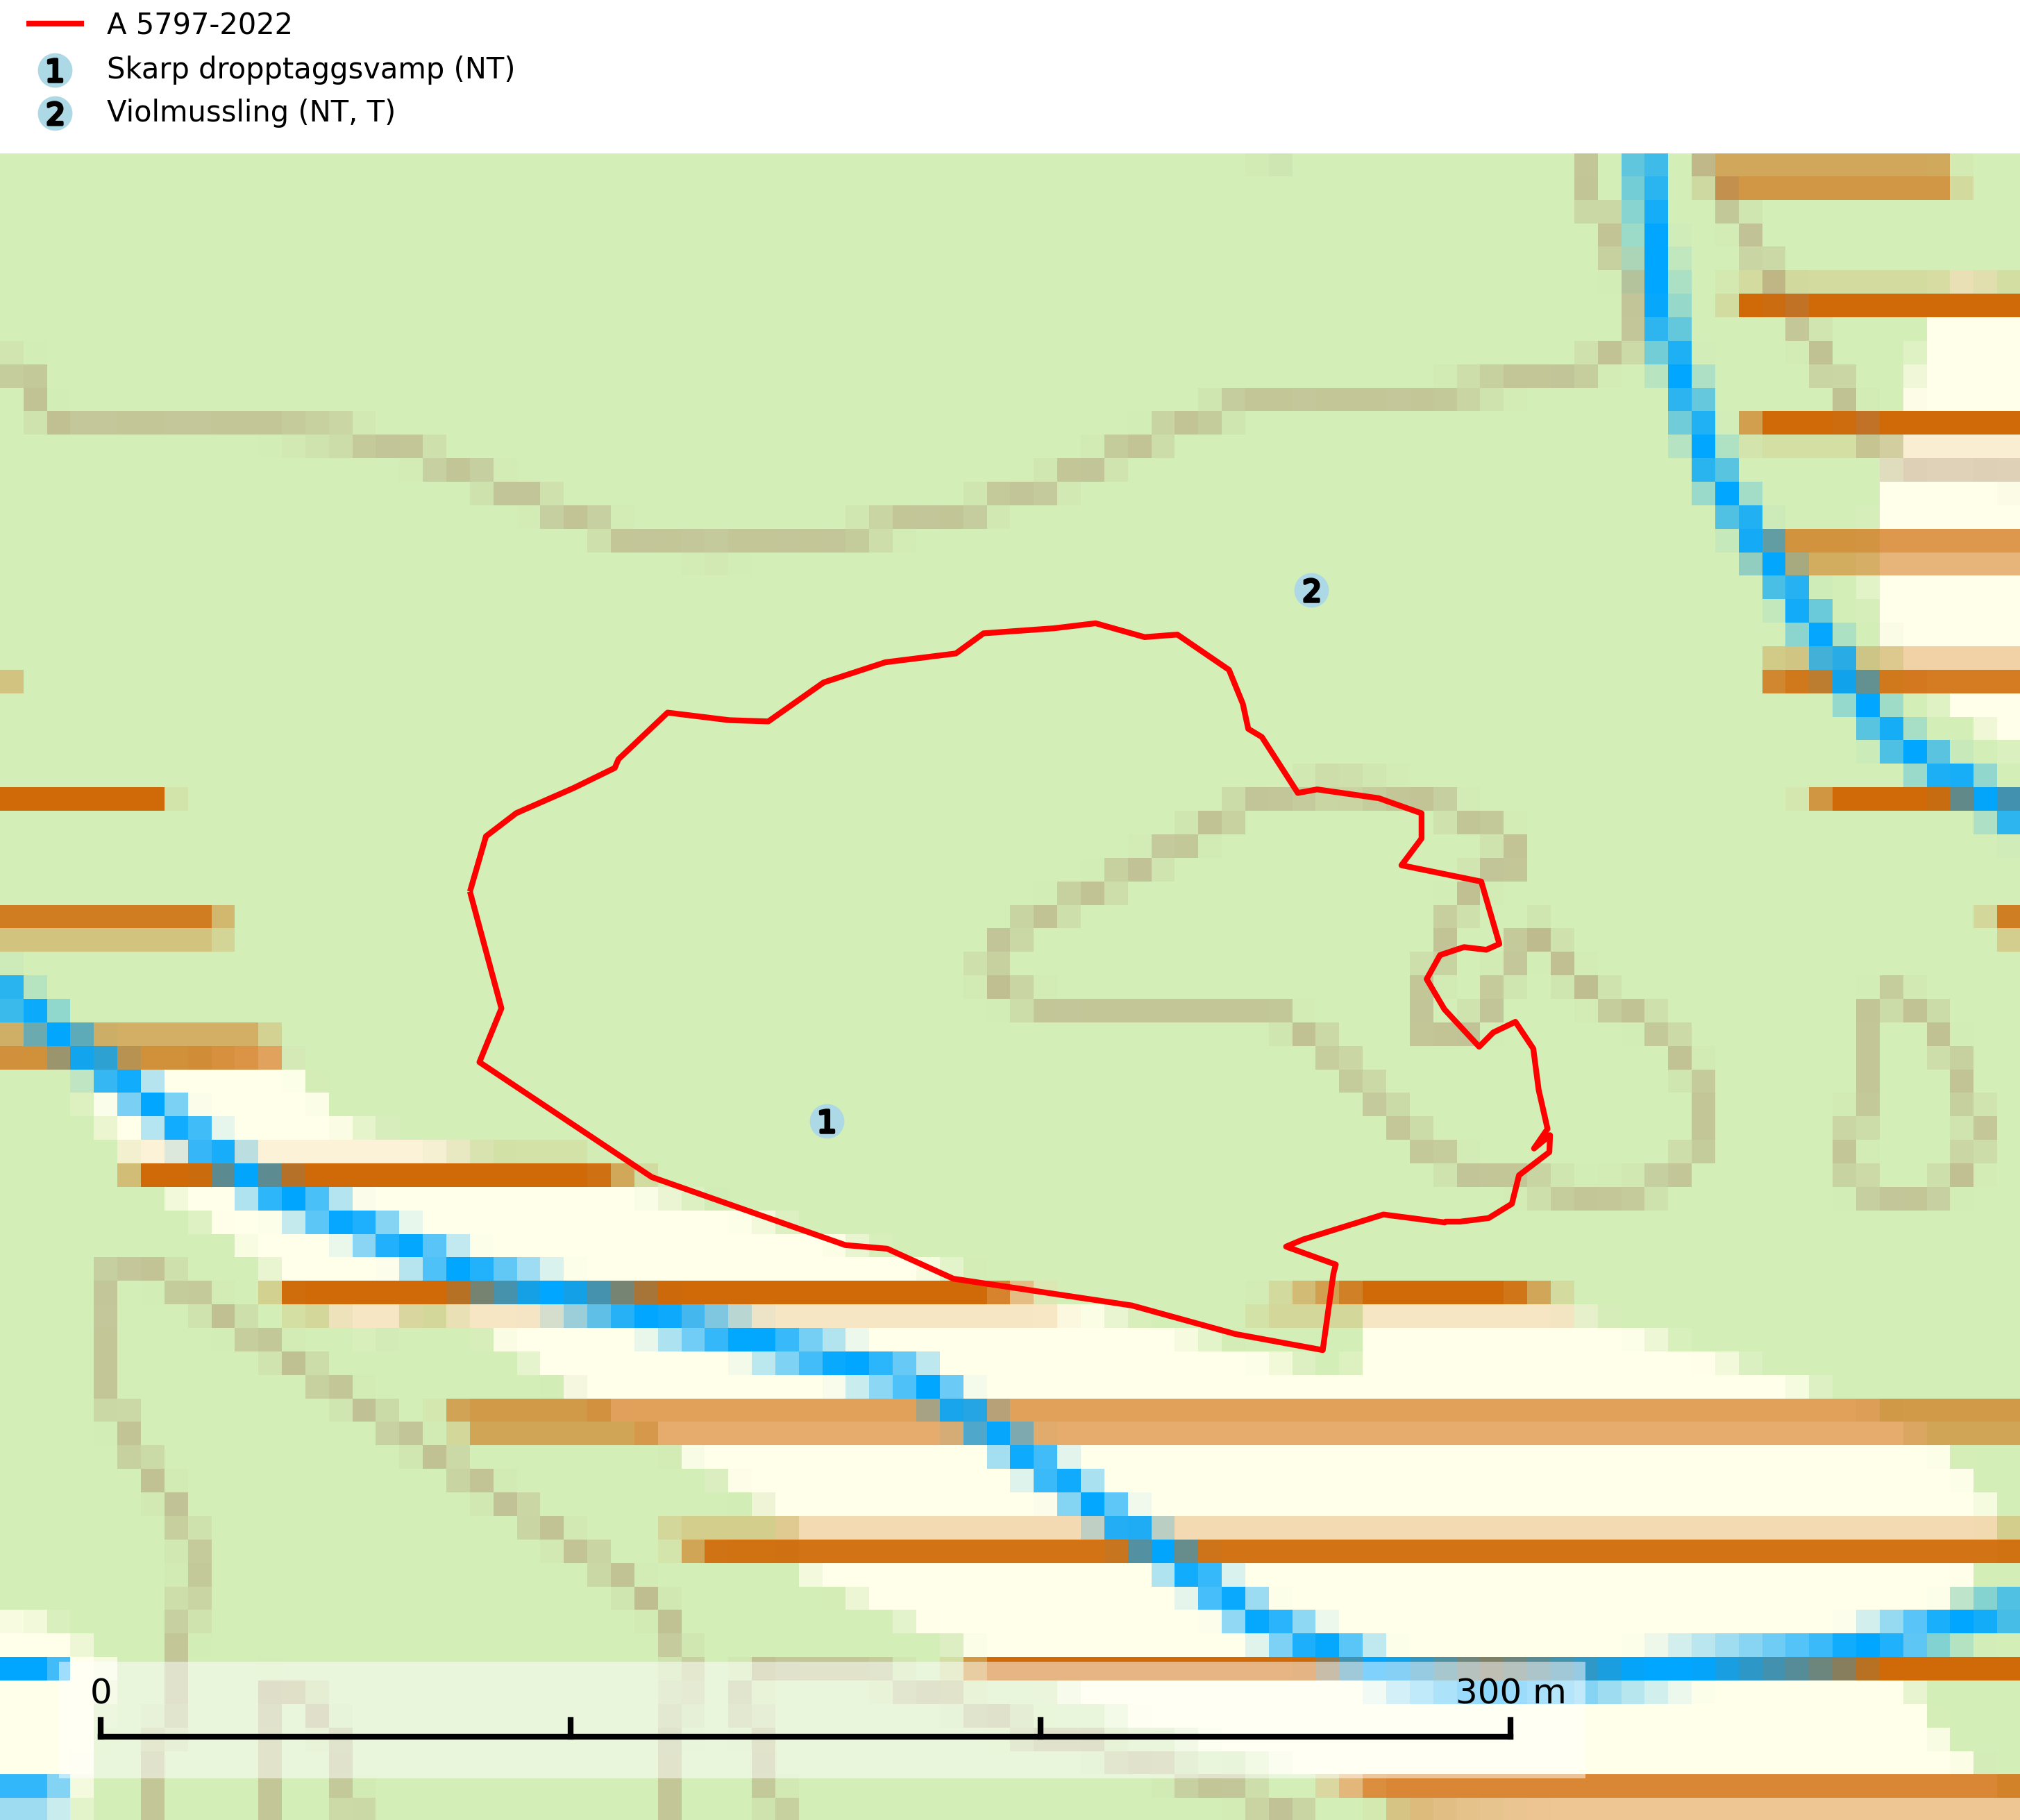 A 5797-2022
1 Skarp dropptaggsvamp (NT)
2 Violmussling (NT, T)
2
1
0 300 m